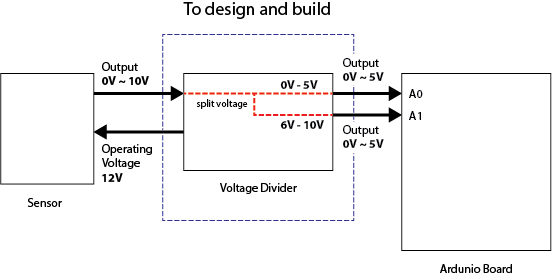 To design and build
Output
0V ~ 10V
Output
0V ~ 5V
0V - 5V
A0
split voltage
A1
6V - 10V
Output
0V ~ 5V
Operating
Voltage
12V
Voltage Divider
Sensor
Ardunio Board